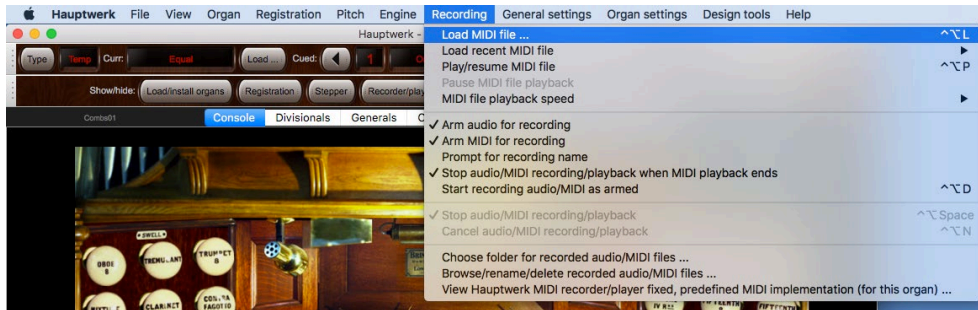 Hauptwerk File View Organ Registration Pitch Engine Recording General settings Organ settings Design tools Help
Hauptwerk -
Type Temp Curr: Equal Load ... Cued: 1
Show/hide: Load/install organs Registration Stepper Recorder/play
Combs01 Console Divisionals Generals C
Load MIDI file ... ^⌥L
Load recent MIDI file
Play/resume MIDI file ^⌥P
Pause MIDI file playback
MIDI file playback speed
✓ Arm audio for recording
✓ Arm MIDI for recording
Prompt for recording name
✓ Stop audio/MIDI recording/playback when MIDI playback ends
Start recording audio/MIDI as armed ^⌥D
✓ Stop audio/MIDI recording/playback ^⌥Space
Cancel audio/MIDI recording/playback ^⌥N
Choose folder for recorded audio/MIDI files ...
Browse/rename/delete recorded audio/MIDI files ...
View Hauptwerk MIDI recorder/player fixed, predefined MIDI implementation (for this organ) ...
SWELL
OBOE
8
TRUMPET
8
CLARINET
FAGOTTO